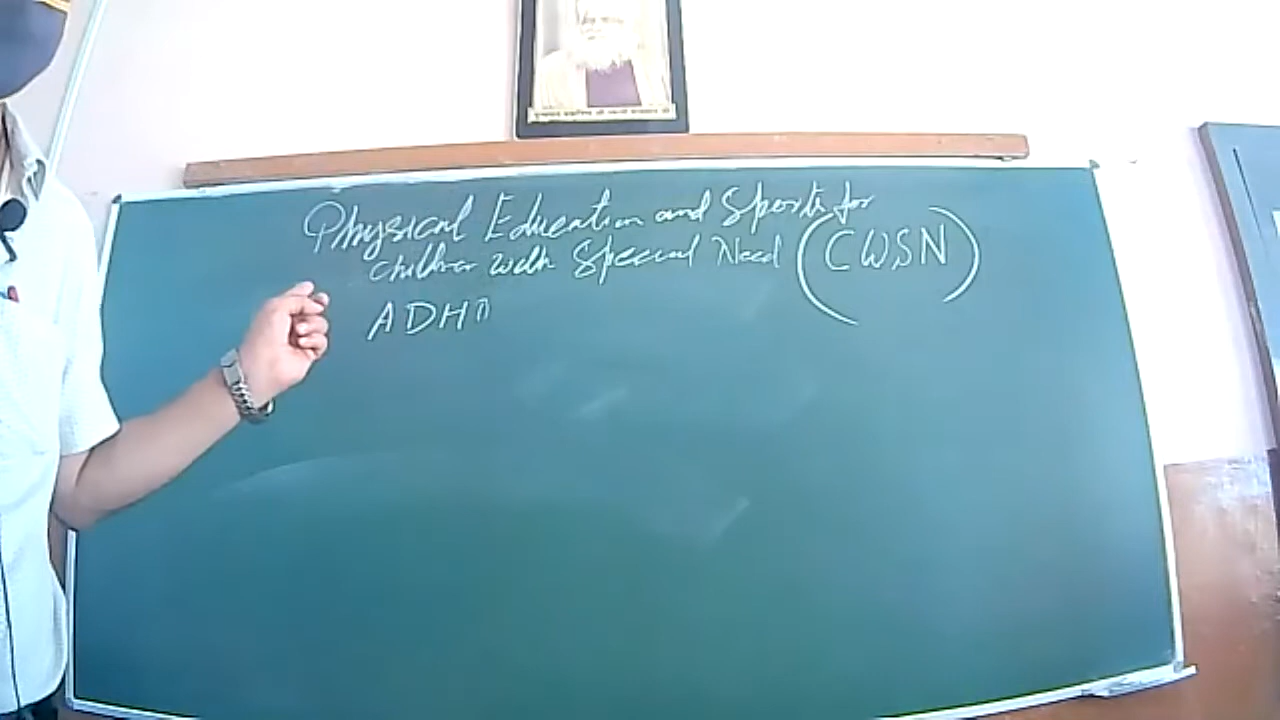 Physical Education and Sports for
Children with Special Need (CWSN)
ADHD